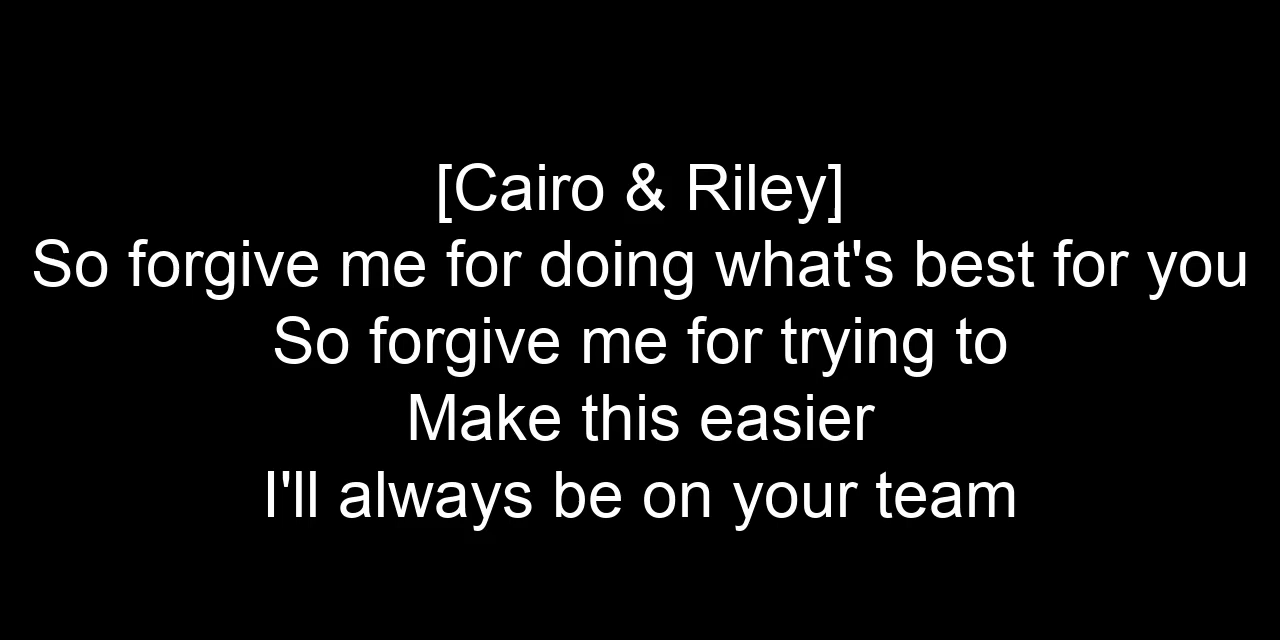 [Cairo & Riley]
So forgive me for doing what's best for you
So forgive me for trying to
Make this easier
I'll always be on your team